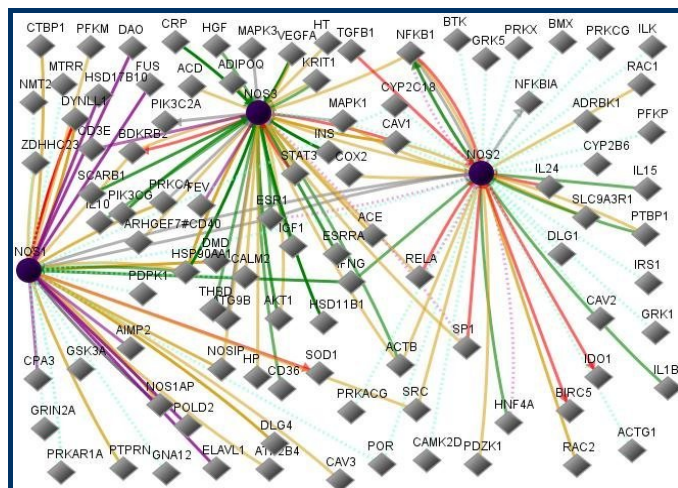 CTBP1
PFKM
DAO
CRP
HGF
MAPK3
VEGFA
HT
TGFB1
NFKB1
BTK
GRK5
PRKX
BMX
PRKCG
ILK
MTRR
HSD17B10
FUS
ACD
ADIPOQ
KRIT1
RAC1
NMT2
DYNLL1
PIK3C2A
NOS3
MAPK1
CYP2C18
NFKBIA
ADRBK1
PFKP
ZDHHC23
CD3E
BDKRB2
INS
CAV1
CYP2B6
STAT3
COX2
NOS2
IL24
IL15
SCARB1
PIK3CG
PRKCA
FEV
SLC9A3R1
IL10
ESR1
ACE
PTBP1
ARHGEF7#CD40
IGF1
NOS1
DMD
HSP90AA1
CALM2
ESRRA
DLG1
PDPK1
IFNG
RELA
IRS1
THBD
ATG9B
AKT1
HSD11B1
CAV2
GRK1
AIMP2
SP1
GSK3A
NOSIP
HP
CD36
SOD1
ACTB
CPA3
IDO1
IL1B
NOS1AP
PRKACG
SRC
HNF4A
BIRC5
GRIN2A
POLD2
DLG4
POR
CAMK2D
PDZK1
ACTG1
PRKAR1A
PTPRN
GNA12
ELAVL1
ATP2B4
CAV3
RAC2